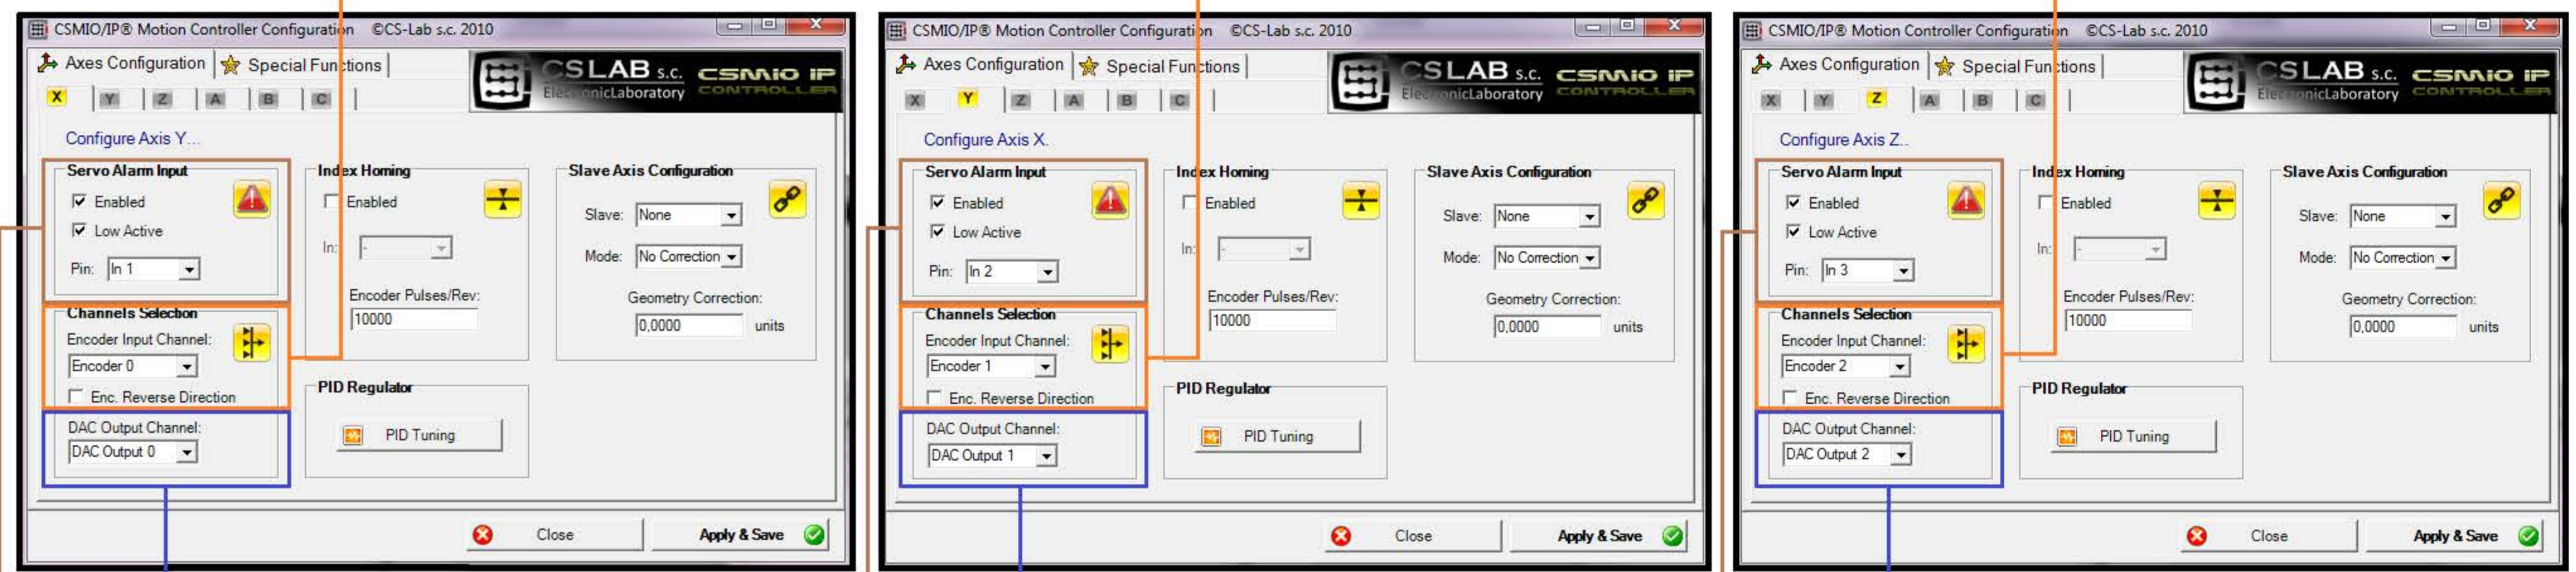 CSMIO/IP® Motion Controller Configuration ©CS-Lab s.c. 2010
Axes Configuration Special Functions
CSLAB s.c. CSMIO IP
ElectronicLaboratory CONTROLLER
X Y Z A B C
Configure Axis Y...
Servo Alarm Input
Enabled
Low Active
Pin: In 1
Index Homing
Enabled
In: -
Encoder Pulses/Rev:
10000
Slave Axis Configuration
Slave: None
Mode: No Correction
Geometry Correction:
0,0000 units
Channels Selection
Encoder Input Channel:
Encoder 0
Enc. Reverse Direction
DAC Output Channel:
DAC Output 0
PID Regulator
PID Tuning
Close Apply & Save
CSMIO/IP® Motion Controller Configuration ©CS-Lab s.c. 2010
Axes Configuration Special Functions
CSLAB s.c. CSMIO IP
ElectronicLaboratory CONTROLLER
X Y Z A B C
Configure Axis X.
Servo Alarm Input
Enabled
Low Active
Pin: In 2
Index Homing
Enabled
In: -
Encoder Pulses/Rev:
10000
Slave Axis Configuration
Slave: None
Mode: No Correction
Geometry Correction:
0,0000 units
Channels Selection
Encoder Input Channel:
Encoder 1
Enc. Reverse Direction
DAC Output Channel:
DAC Output 1
PID Regulator
PID Tuning
Close Apply & Save
CSMIO/IP® Motion Controller Configuration ©CS-Lab s.c. 2010
Axes Configuration Special Functions
CSLAB s.c. CSMIO IP
ElectronicLaboratory CONTROLLER
X Y Z A B C
Configure Axis Z..
Servo Alarm Input
Enabled
Low Active
Pin: In 3
Index Homing
Enabled
In: -
Encoder Pulses/Rev:
10000
Slave Axis Configuration
Slave: None
Mode: No Correction
Geometry Correction:
0,0000 units
Channels Selection
Encoder Input Channel:
Encoder 2
Enc. Reverse Direction
DAC Output Channel:
DAC Output 2
PID Regulator
PID Tuning
Close Apply & Save